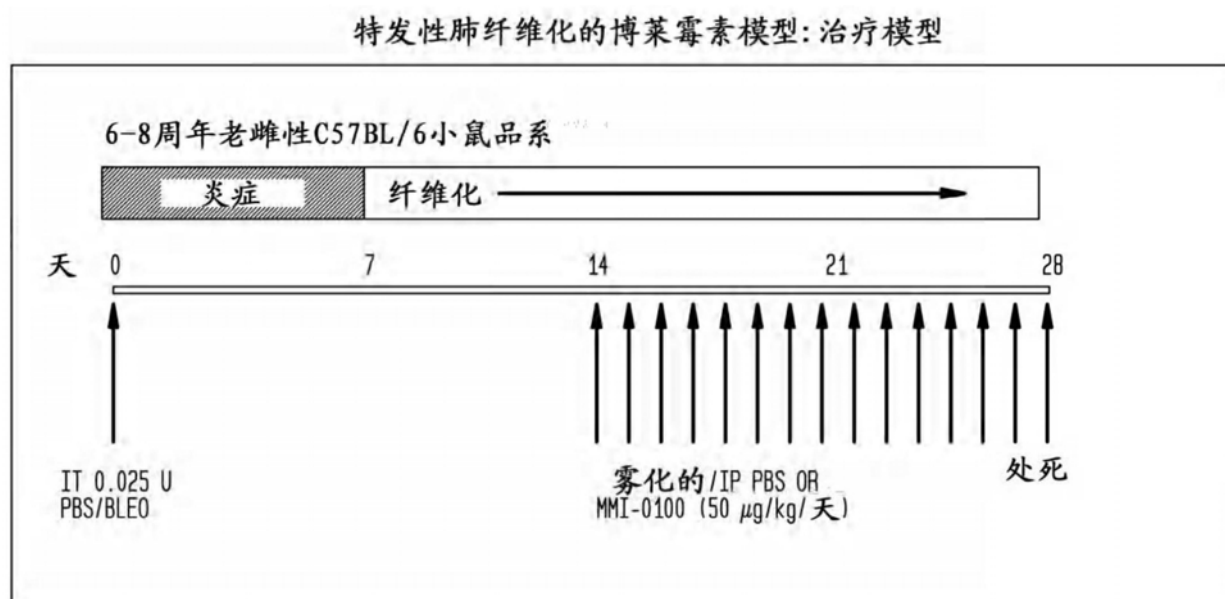 特发性肺纤维化的博莱霉素模型:治疗模型
6-8周年老雌性C57BL/6小鼠品系
炎症 纤维化
天 0 7 14 21 28
IT 0.025 U
PBS/BLEO
雾化的/IP PBS OR
MMI-0100 (50 μg/kg/天)
处死